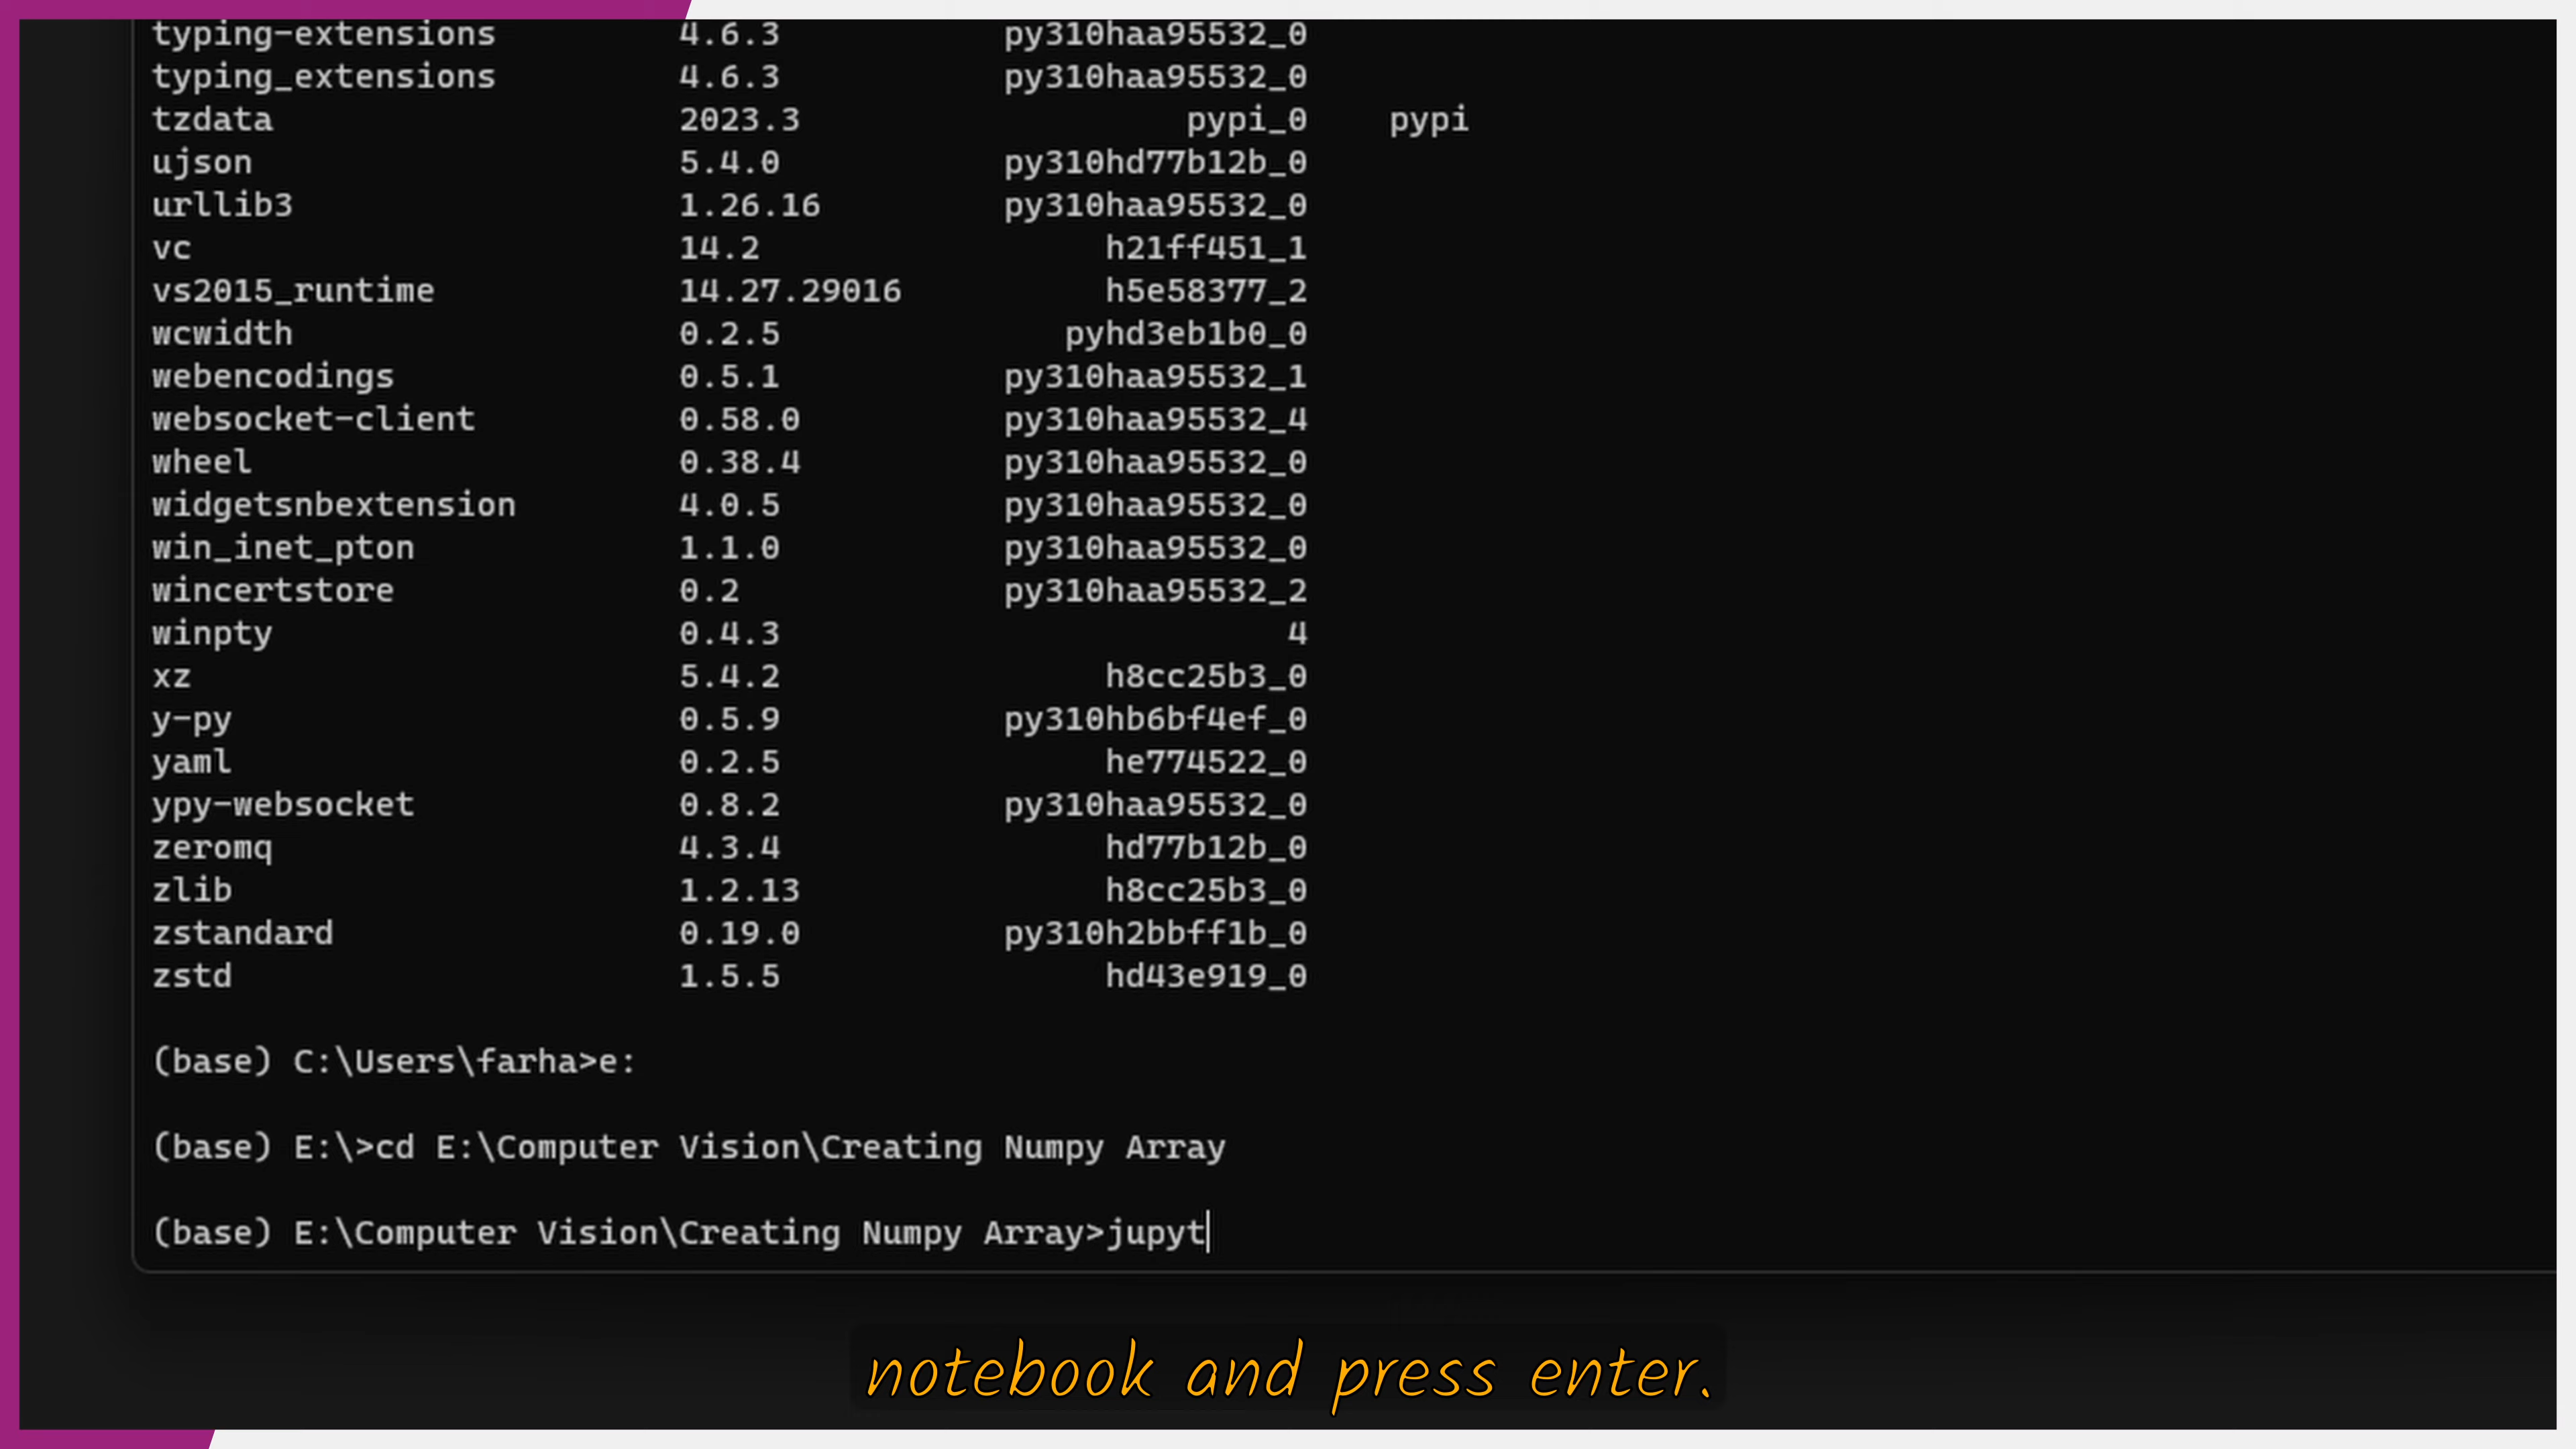 typing-extensions 4.6.3 py310haa95532_0
typing_extensions 4.6.3 py310haa95532_0
tzdata 2023.3 pypi_0 pypi
ujson 5.4.0 py310hd77b12b_0
urllib3 1.26.16 py310haa95532_0
vc 14.2 h21ff451_1
vs2015_runtime 14.27.29016 h5e58377_2
wcwidth 0.2.5 pyhd3eb1b0_0
webencodings 0.5.1 py310haa95532_1
websocket-client 0.58.0 py310haa95532_4
wheel 0.38.4 py310haa95532_0
widgetsnbextension 4.0.5 py310haa95532_0
win_inet_pton 1.1.0 py310haa95532_0
wincertstore 0.2 py310haa95532_2
winpty 0.4.3 4
xz 5.4.2 h8cc25b3_0
y-py 0.5.9 py310hb6bf4ef_0
yaml 0.2.5 he774522_0
ypy-websocket 0.8.2 py310haa95532_0
zeromq 4.3.4 hd77b12b_0
zlib 1.2.13 h8cc25b3_0
zstandard 0.19.0 py310h2bbff1b_0
zstd 1.5.5 hd43e919_0
(base) C:\Users\farha>e:
(base) E:\>cd E:\Computer Vision\Creating Numpy Array
(base) E:\Computer Vision\Creating Numpy Array>jupyt
notebook and press enter.